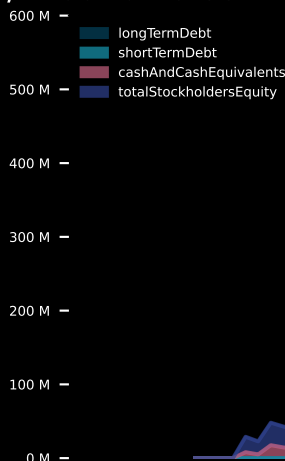 600 M
longTermDebt
shortTermDebt
cashAndCashEquivalents
500 M
totalStockholdersEquity
400 M
300 M
200 M
100 M
0 M